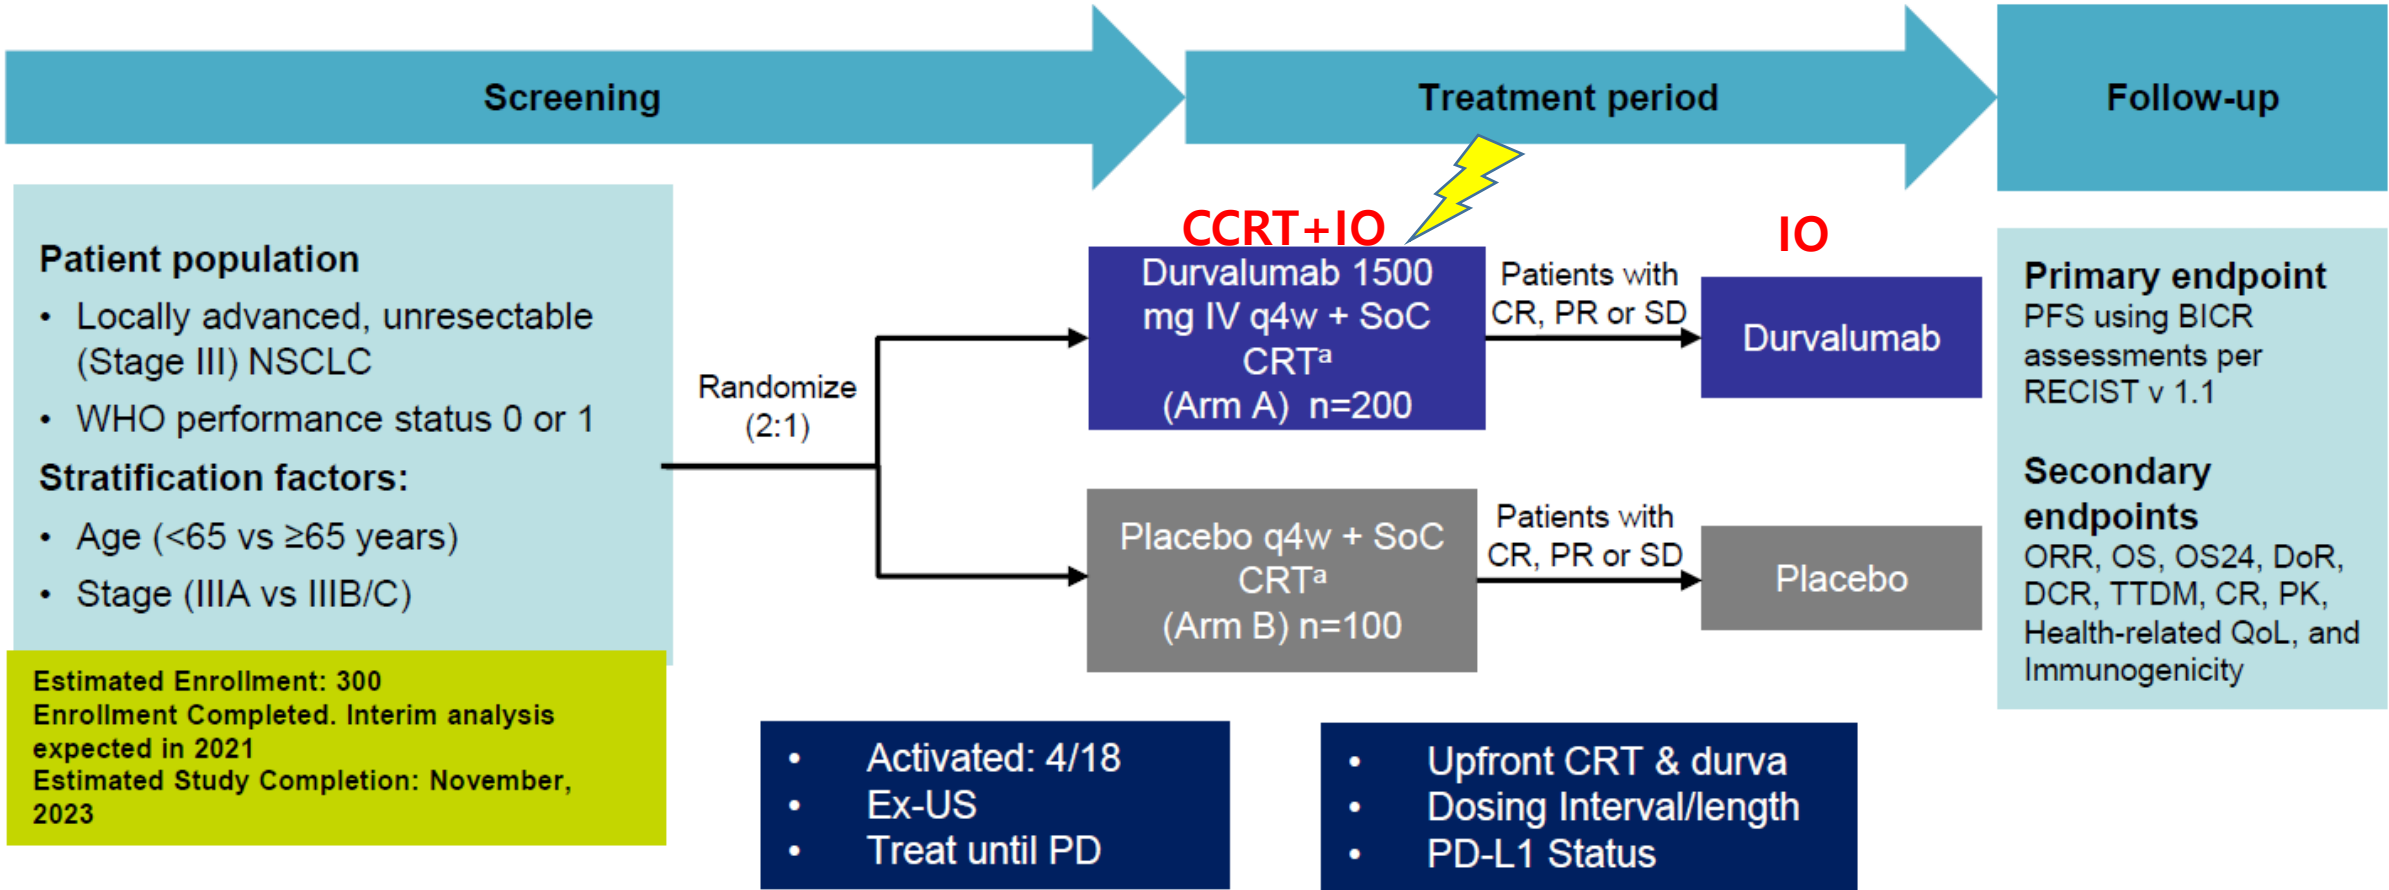 Screening
Treatment period
Follow-up
Patient population
• Locally advanced, unresectable
(Stage III) NSCLC
• WHO performance status 0 or 1
Stratification factors:
• Age (<65 vs ≥65 years)
• Stage (IIIA vs IIIB/C)
Estimated Enrollment: 300
Enrollment Completed. Interim analysis
expected in 2021
Estimated Study Completion: November,
2023
Randomize
(2:1)
CCRT+IO
Durvalumab 1500
mg IV q4w + SoC
CRTª
(Arm A) n=200
Patients with
CR, PR or SD
IO
Durvalumab
Placebo q4w + SoC
CRTª
(Arm B) n=100
Patients with
CR, PR or SD
Placebo
• Activated: 4/18
• Ex-US
• Treat until PD
• Upfront CRT & durva
• Dosing Interval/length
• PD-L1 Status
Primary endpoint
PFS using BICR
assessments per
RECIST v 1.1
Secondary
endpoints
ORR, OS, OS24, DoR,
DCR, TTDM, CR, PK,
Health-related QoL, and
Immunogenicity